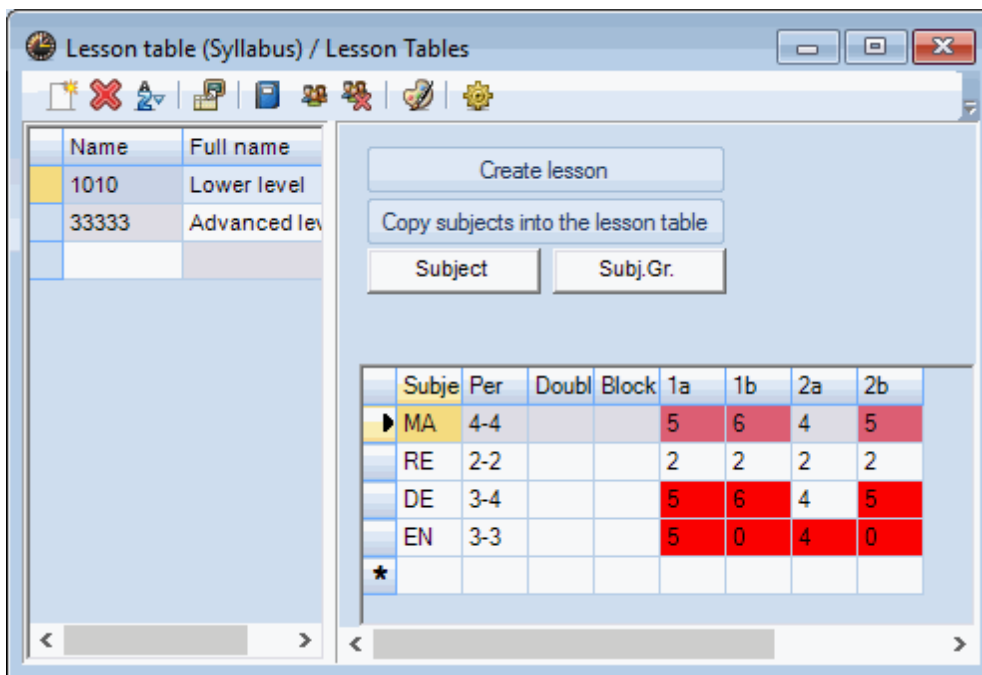 Lesson table (Syllabus) / Lesson Tables
Name Full name
1010 Lower level
33333 Advanced lev
Create lesson
Copy subjects into the lesson table
Subject Subj.Gr.
Subje Per Doubl Block 1a 1b 2a 2b
MA 4-4 5 6 4 5
RE 2-2 2 2 2 2
DE 3-4 5 6 4 5
EN 3-3 5 0 4 0
*